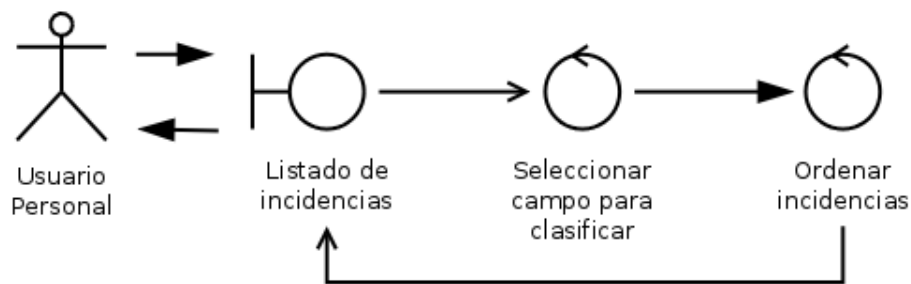 Usuario
Personal
Listado de
incidencias
Seleccionar
campo para
clasificar
Ordenar
incidencias